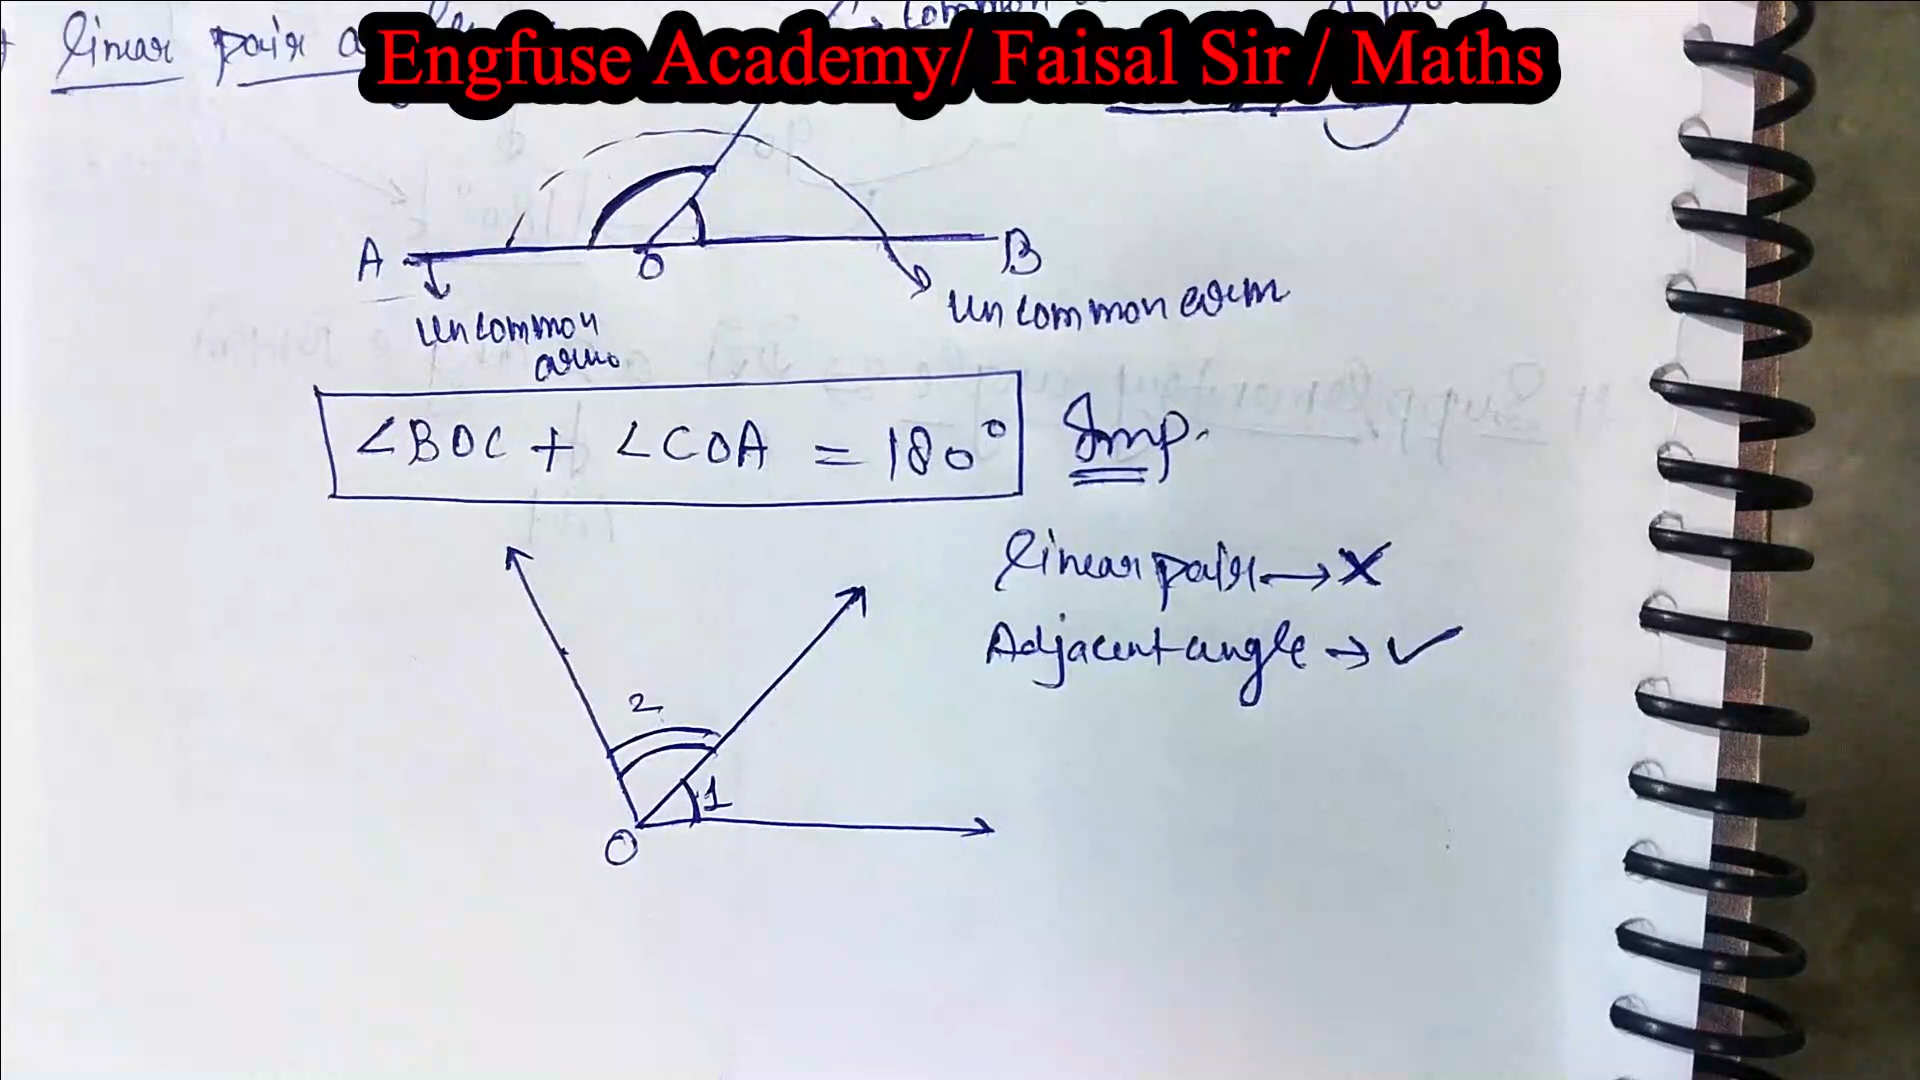 linear pair
Engfuse Academy/ Faisal Sir / Maths
A
O
B
uncommon
arm
uncommon arm
∠BOC + ∠COA = 180° Imp.
linear pair → X
Adjacent angle → ✓
2
1
O